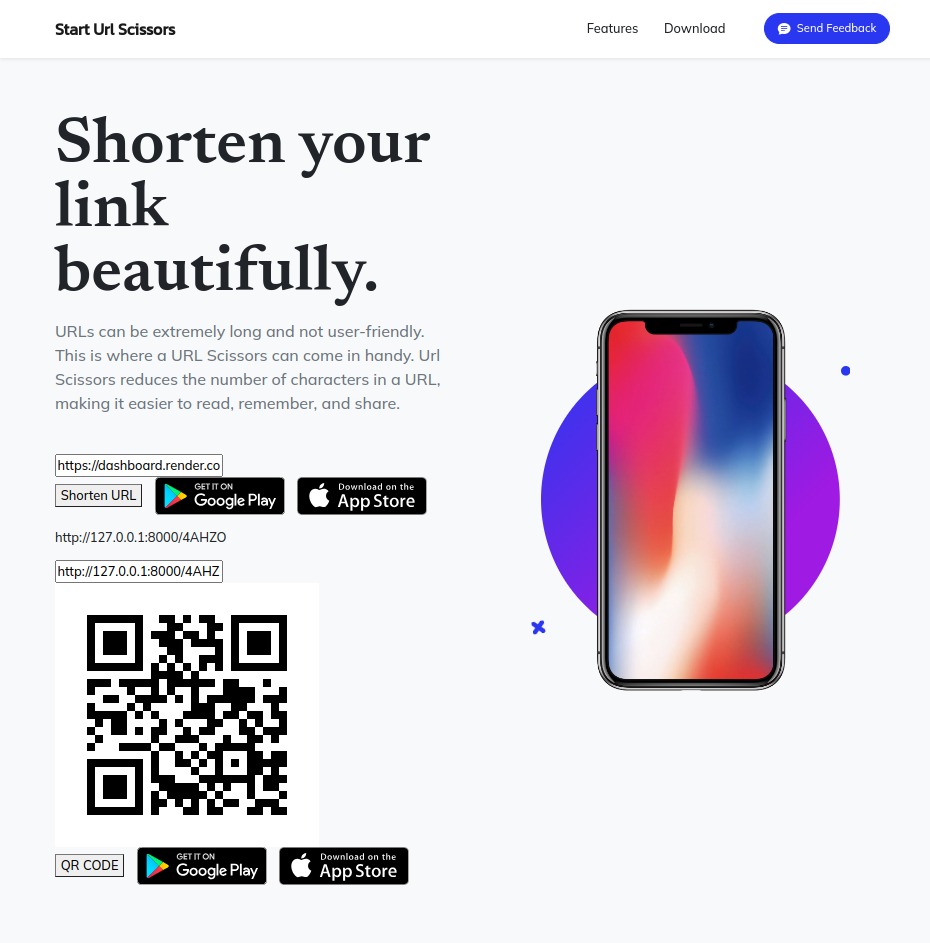 Start Url Scissors
Features
Download
Send Feedback
Shorten your
link
beautifully.
URLs can be extremely long and not user-friendly.
This is where a URL Scissors can come in handy. Url
Scissors reduces the number of characters in a URL,
making it easier to read, remember, and share.
https://dashboard.render.co
Shorten URL
GET IT ON
Google Play
Download on the
App Store
http://127.0.0.1:8000/4AHZO
http://127.0.0.1:8000/4AHZ
QR CODE
GET IT ON
Google Play
Download on the
App Store